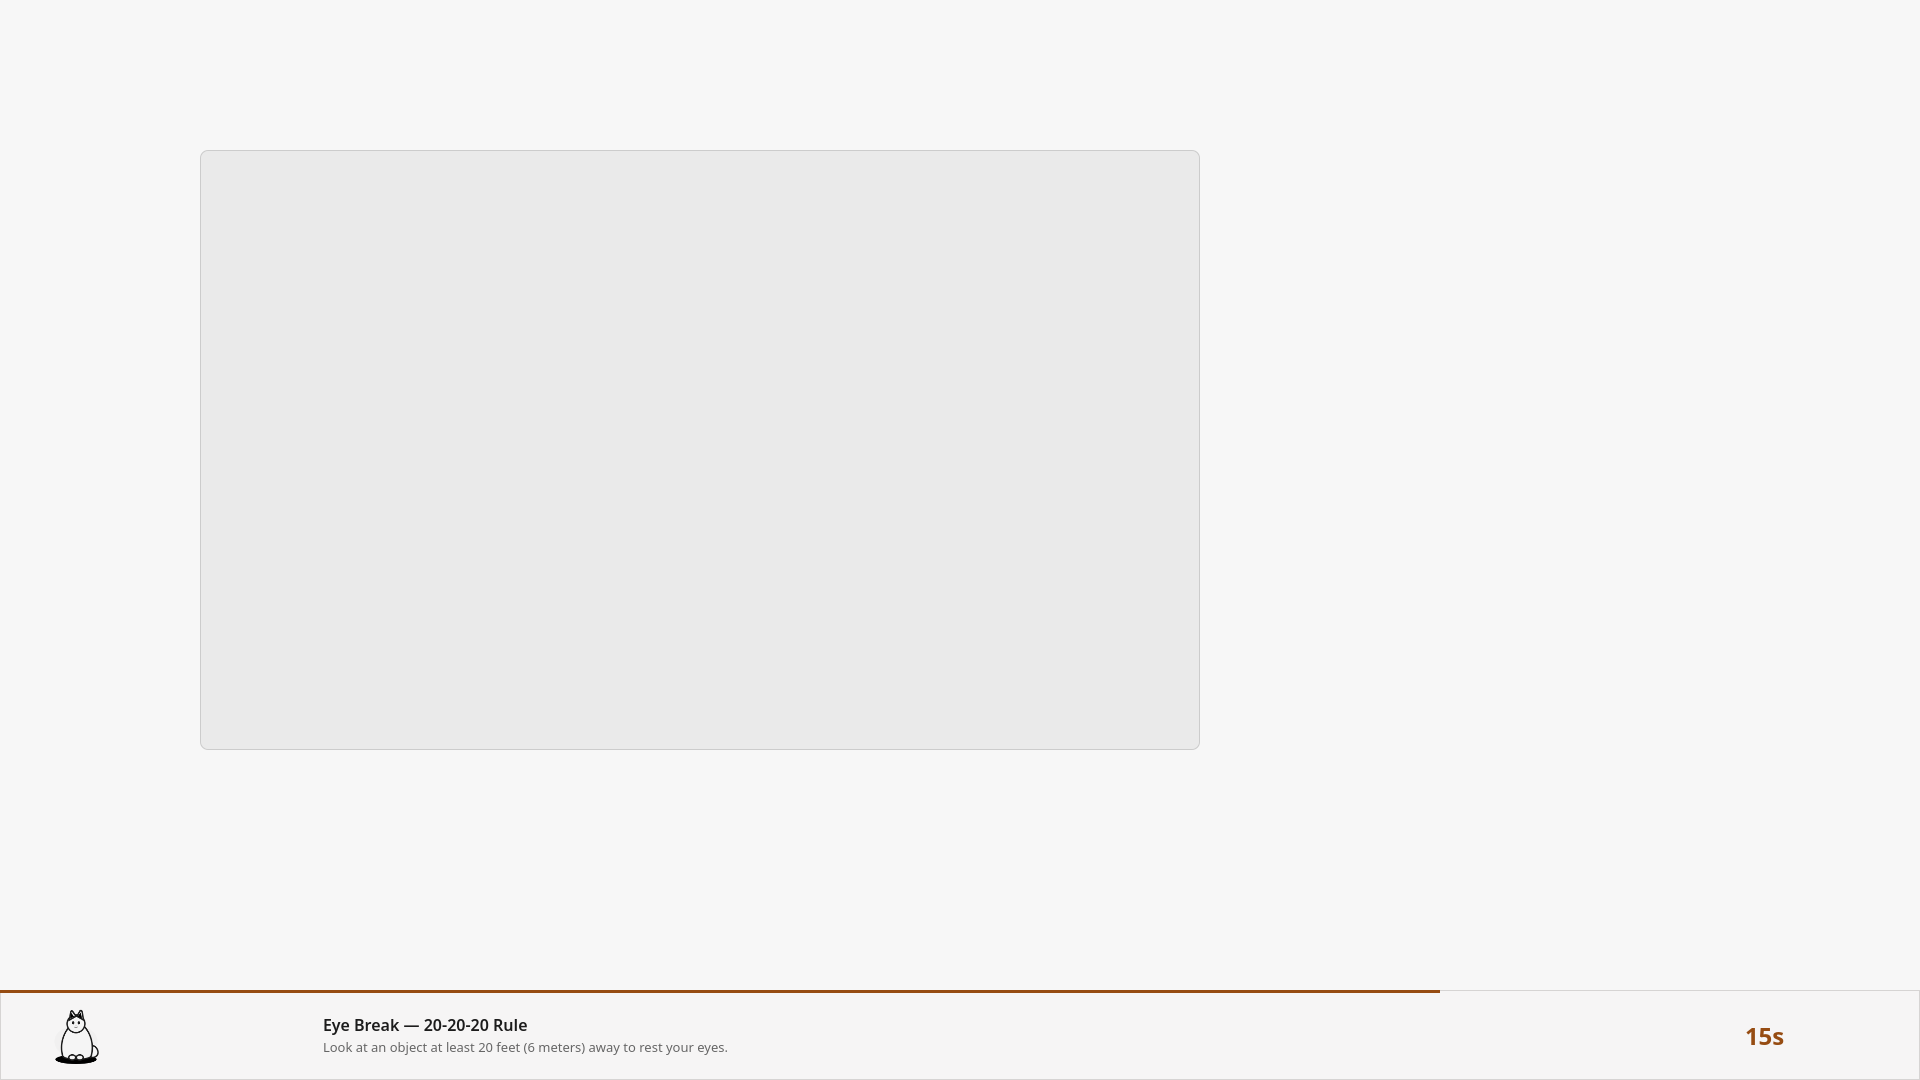 Eye Break — 20-20-20 Rule
Look at an object at least 20 feet (6 meters) away to rest your eyes.
15s